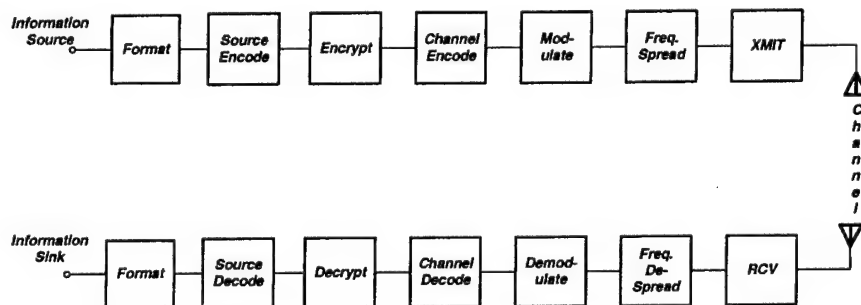 Information
Source
Format
Source
Encode
Encrypt
Channel
Encode
Mod-
ulate
Freq.
Spread
XMIT
Channel
Information
Sink
Format
Source
Decode
Decrypt
Channel
Decode
Demod-
ulate
Freq.
De-
Spread
RCV